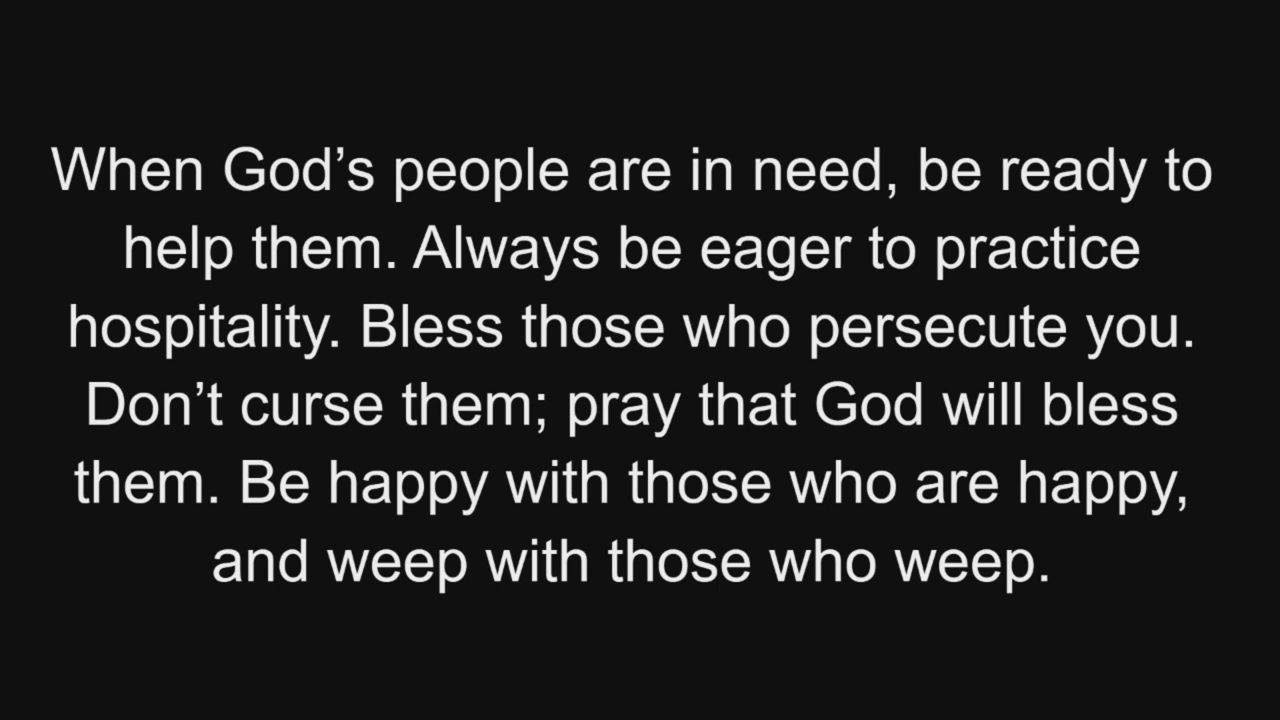 When God’s people are in need, be ready to
help them. Always be eager to practice
hospitality. Bless those who persecute you.
Don’t curse them; pray that God will bless
them. Be happy with those who are happy,
and weep with those who weep.